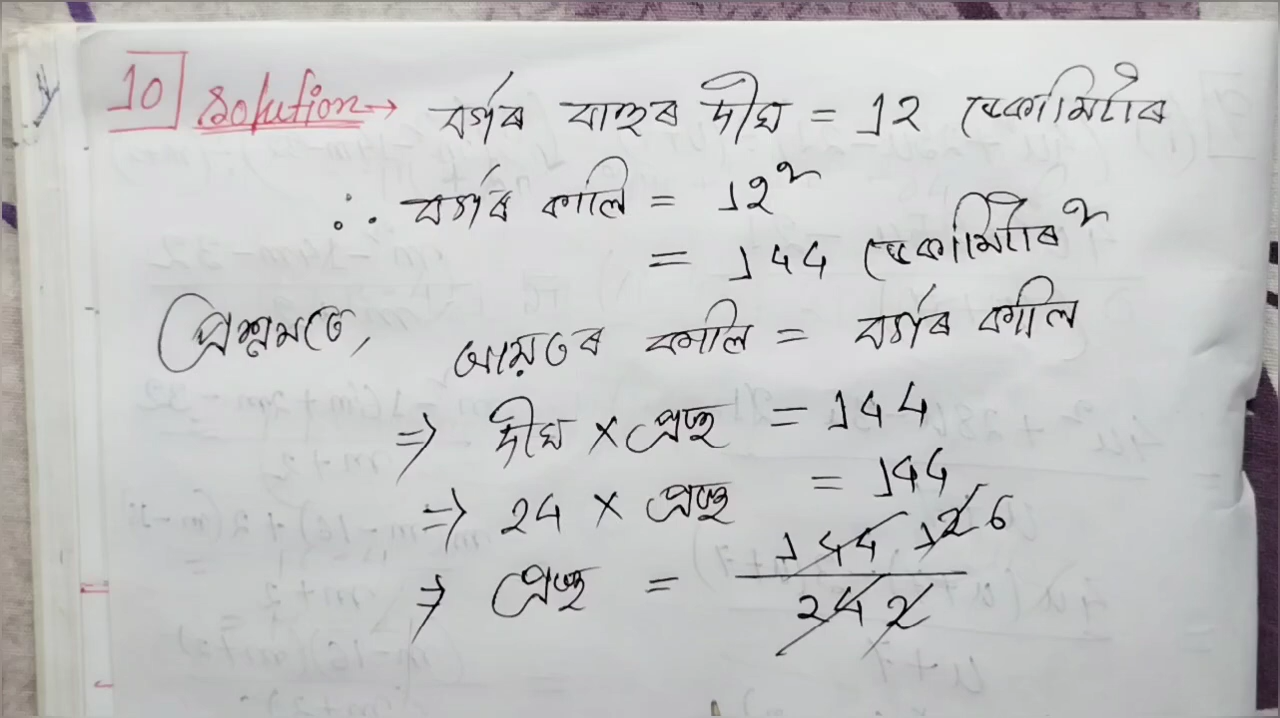 10 Solution→ বৰ্গৰ বাহুৰ দীঘ = 12 ছেঃমিটাৰ
∴ বৰ্গৰ কালি = 12²
= 144 ছেঃমিটাৰ²
প্ৰশ্নমতে,
আয়তৰ কালি = বৰ্গৰ কালি
⇒ দীঘ × প্ৰস্থ = 144
⇒ 24 × প্ৰস্থ = 144
⇒ প্ৰস্থ = 144 12 6
24 2